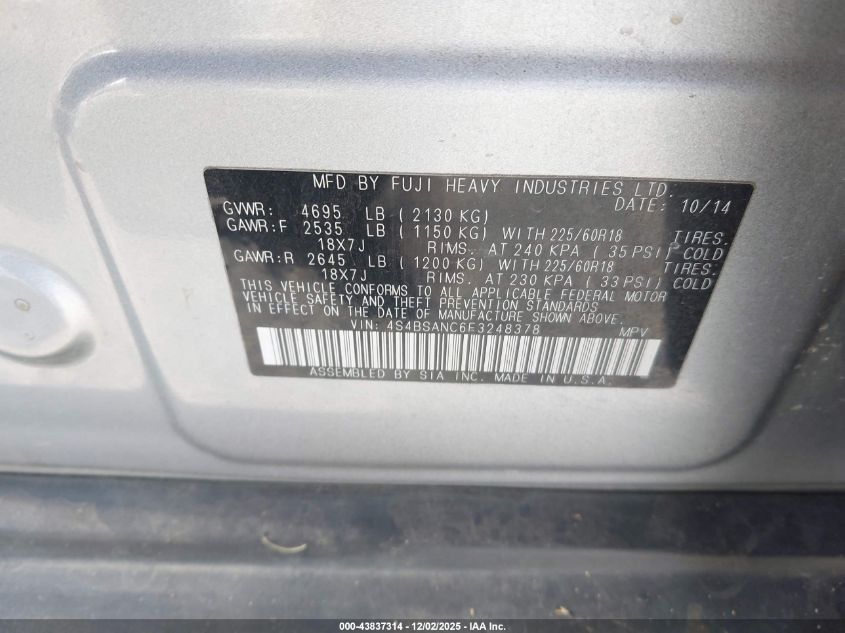 MFD BY FUJI HEAVY INDUSTRIES LTD.
DATE: 10/14
GVWR: 4695 LB ( 2130 KG)
GAWR:F 2535 LB ( 1150 KG) WITH 225/60R18 TIRES.
18X7J RIMS. AT 240 KPA ( 35 PSI) COLD
GAWR:R 2645 LB ( 1200 KG) WITH 225/60R18 TIRES.
18X7J RIMS. AT 230 KPA ( 33 PSI) COLD
THIS VEHICLE CONFORMS TO ALL APPLICABLE FEDERAL MOTOR
VEHICLE SAFETY AND THEFT PREVENTION STANDARDS
IN EFFECT ON THE DATE OF MANUFACTURE SHOWN ABOVE.
VIN: 4S4BSANC6F3248378 MPV
ASSEMBLED BY SIA INC. MADE IN U.S.A.
000-43837314 - 12/02/2025 - IAA Inc.